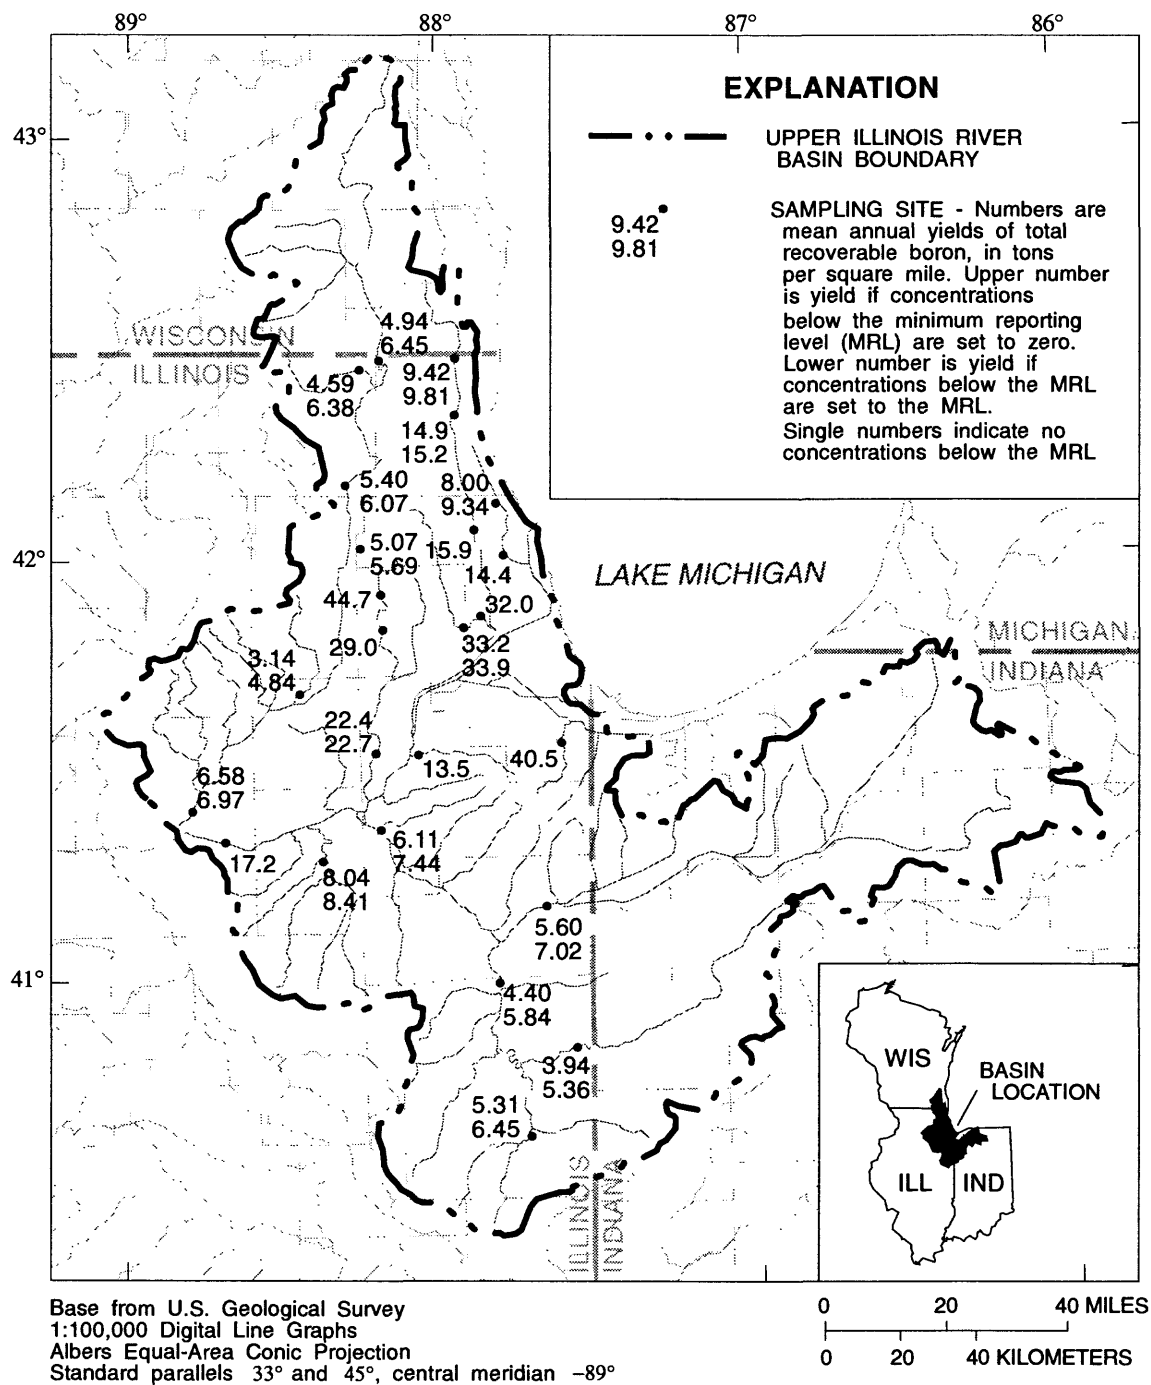 89°
88°
87°
86°
43°
42°
41°
EXPLANATION
UPPER ILLINOIS RIVER
BASIN BOUNDARY
9.42
9.81
SAMPLING SITE - Numbers are
mean annual yields of total
recoverable boron, in tons
per square mile. Upper number
is yield if concentrations
below the minimum reporting
level (MRL) are set to zero.
Lower number is yield if
concentrations below the MRL
are set to the MRL.
Single numbers indicate no
concentrations below the MRL
WISCONSIN
ILLINOIS
4.94
6.45
4.59
6.38
9.42
9.81
14.9
15.2
5.40
6.07
8.00
9.34
5.07
5.69
15.9
14.4
LAKE MICHIGAN
44.7
32.0
29.0
33.2
33.9
MICHIGAN
INDIANA
3.14
4.84
22.4
22.7
13.5
40.5
6.58
6.97
17.2
6.11
7.44
8.04
8.41
5.60
7.02
4.40
5.84
3.94
5.36
5.31
6.45
ILLINOIS
INDIANA
WIS
BASIN
LOCATION
ILL
IND
Base from U.S. Geological Survey
1:100,000 Digital Line Graphs
Albers Equal-Area Conic Projection
Standard parallels 33° and 45°, central meridian −89°
0 20 40 MILES
0 20 40 KILOMETERS